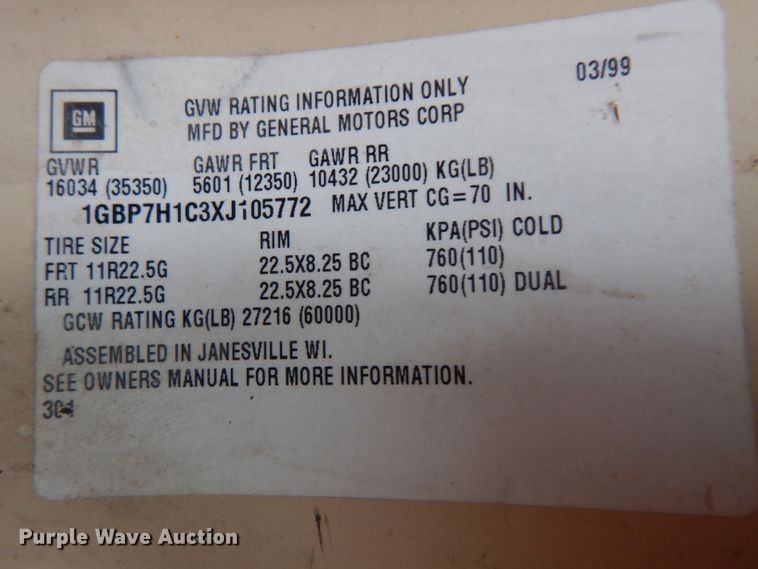 GVW RATING INFORMATION ONLY 03/99
GM MFD BY GENERAL MOTORS CORP
GVWR GAWR FRT GAWR RR
16034 (35350) 5601 (12350) 10432 (23000) KG(LB)
1GBP7H1C3XJ105772 MAX VERT CG=70 IN.
TIRE SIZE RIM KPA(PSI) COLD
FRT 11R22.5G 22.5X8.25 BC 760(110)
RR 11R22.5G 22.5X8.25 BC 760(110) DUAL
GCW RATING KG(LB) 27216 (60000)
ASSEMBLED IN JANESVILLE WI.
SEE OWNERS MANUAL FOR MORE INFORMATION.
304
Purple Wave Auction